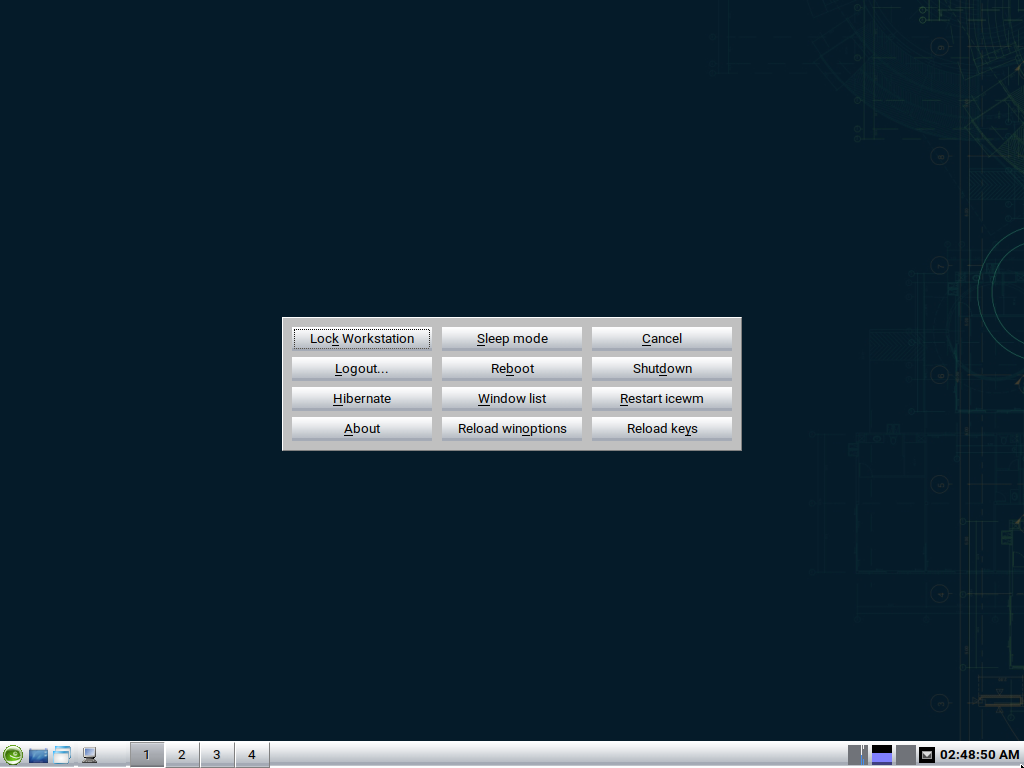 Lock Workstation Sleep mode Cancel
Logout... Reboot Shutdown
Hibernate Window list Restart icewm
About Reload winoptions Reload keys
1 2 3 4 02:48:50 AM